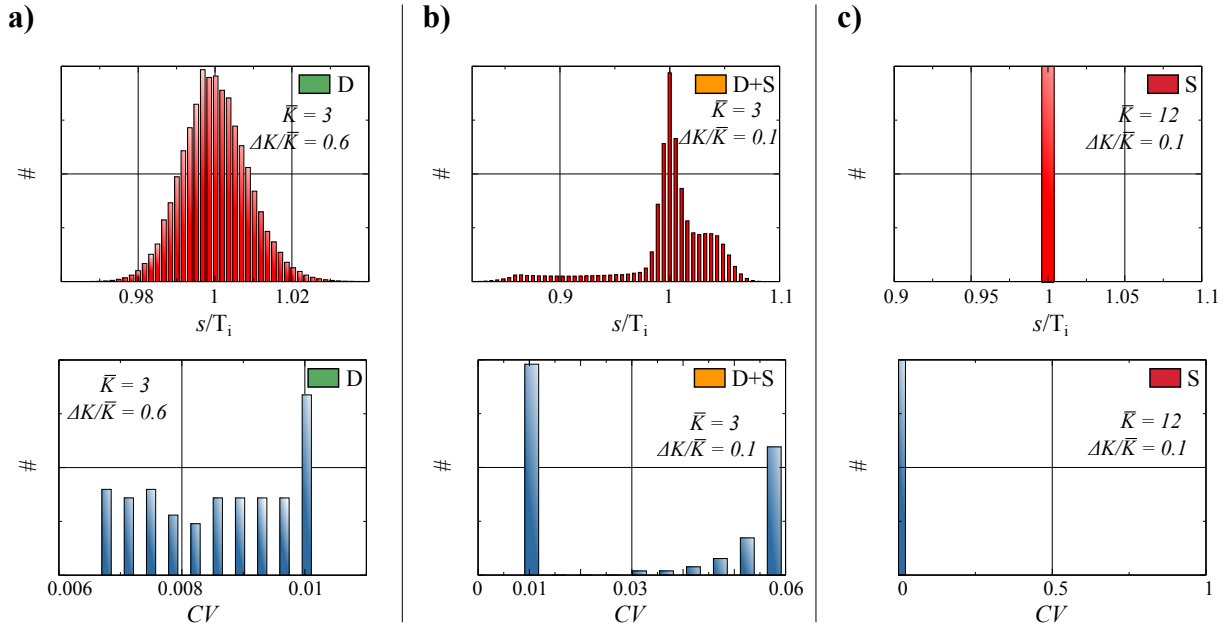 a)
b)
c)
D
K̅ = 3
ΔK/K̅ = 0.6
#
0.98
1
1.02
s/T_i
D+S
K̅ = 3
ΔK/K̅ = 0.1
#
0.9
1
1.1
s/T_i
S
K̅ = 12
ΔK/K̅ = 0.1
#
0.9
0.95
1
1.05
1.1
s/T_i
D
K̅ = 3
ΔK/K̅ = 0.6
#
0.006
0.008
0.01
CV
D+S
K̅ = 3
ΔK/K̅ = 0.1
#
0
0.01
0.03
0.06
CV
S
K̅ = 12
ΔK/K̅ = 0.1
#
0
0.5
1
CV